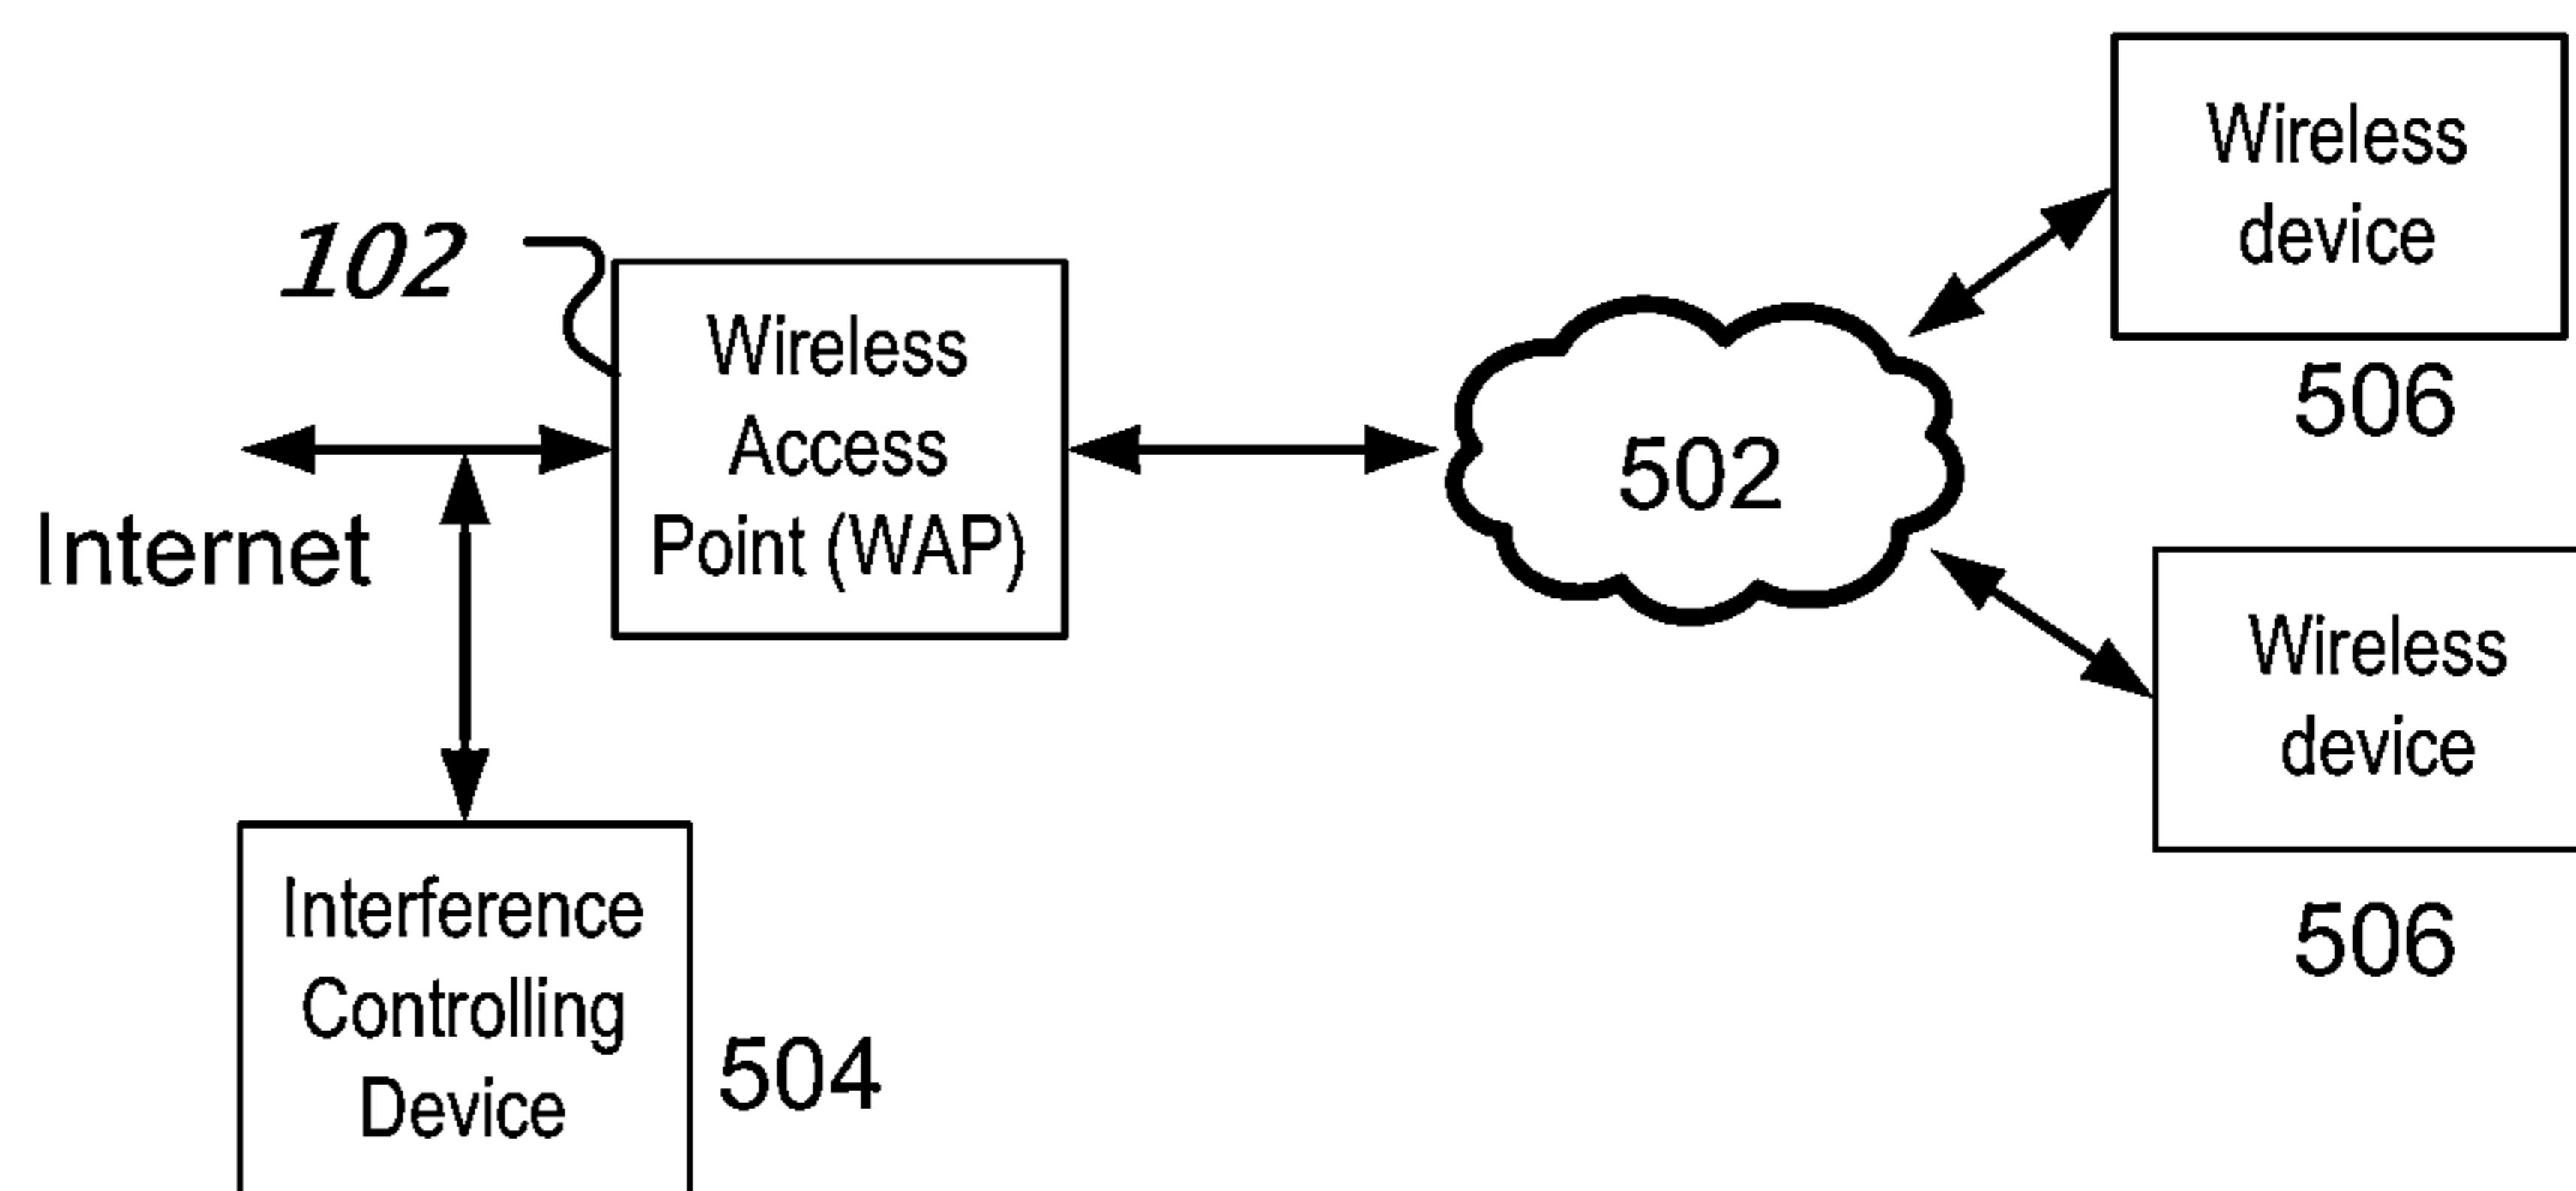 Wireless
device
506
102
Wireless
Access
Point (WAP)
Internet
502
Wireless
device
506
Interference
Controlling
Device
504